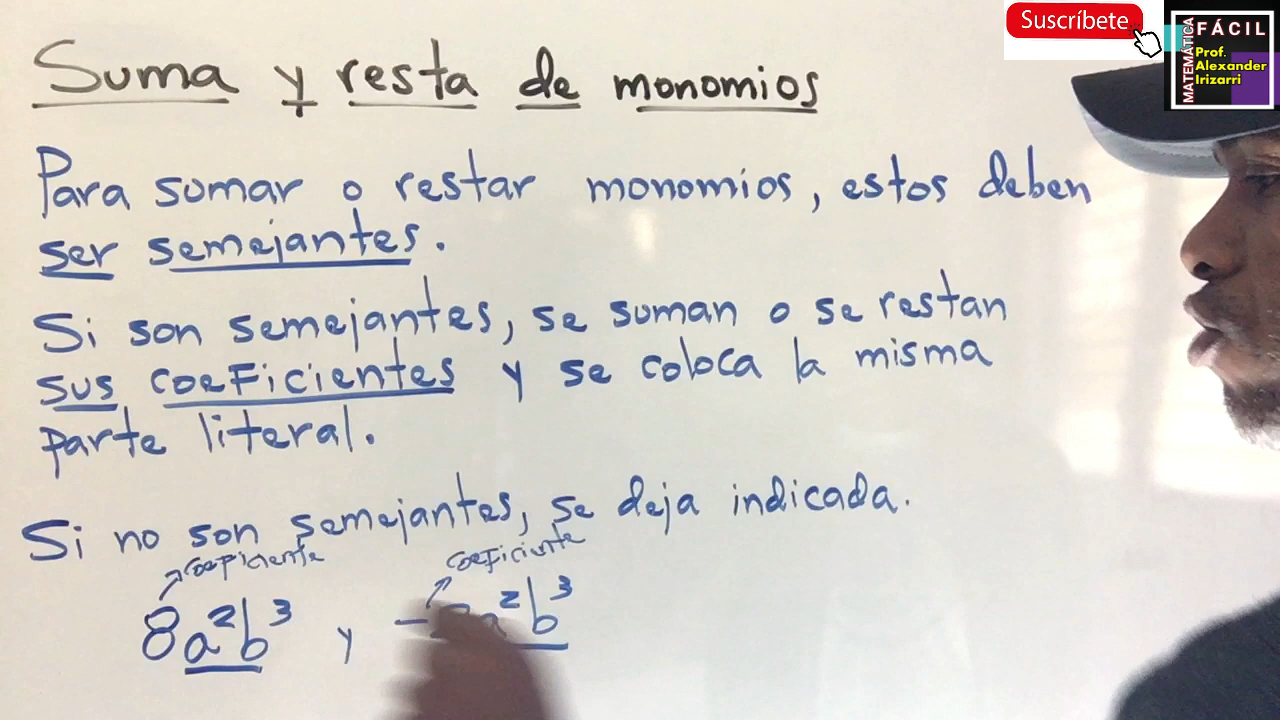 Suscríbete
MATEMÁTICA
FÁCIL
Prof.
Alexander
Irizarri
Suma y resta de monomios
Para sumar o restar monomios, estos deben
ser semejantes.
Si son semejantes, se suman o se restan
sus coeficientes y se coloca la misma
parte literal.
Si no son semejantes, se deja indicada.
coeficiente coeficiente
8a²b³ y - a²b³